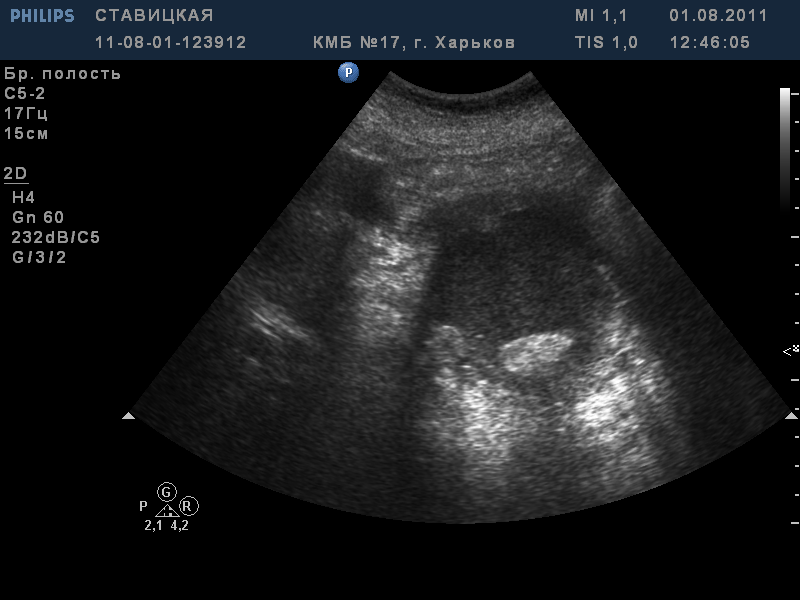 PHILIPS СТАВИЦКАЯ MI 1,1 01.08.2011
11-08-01-123912 КМБ №17, г. Харьков TIS 1,0 12:46:05
Бр. полость
P
C5-2
17Гц
15см
2D
H4
Gn 60
232dB/C5
G/3/2
G
P R
2,1 4,2